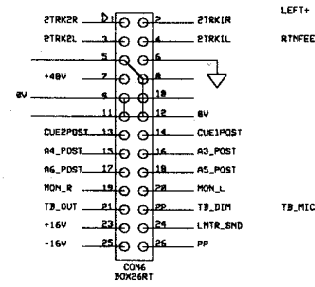 LEFT+
2TRK2R 1 2 2TRK1R
2TRK2L 3 4 2TRK1L RTNFEE
5 6
+48V 7 8
0V 9 10
11 12 0V
CUE2POST 13 14 CUE1POST
A4_POST 15 16 A3_POST
A6_POST 17 18 A5_POST
MON_R 19 20 MON_L
TB_OUT 21 22 TB_DIM TB_MIC
+16V 23 24 LMTR_SND
-16V 25 26 PP
CON6
BOX26RT